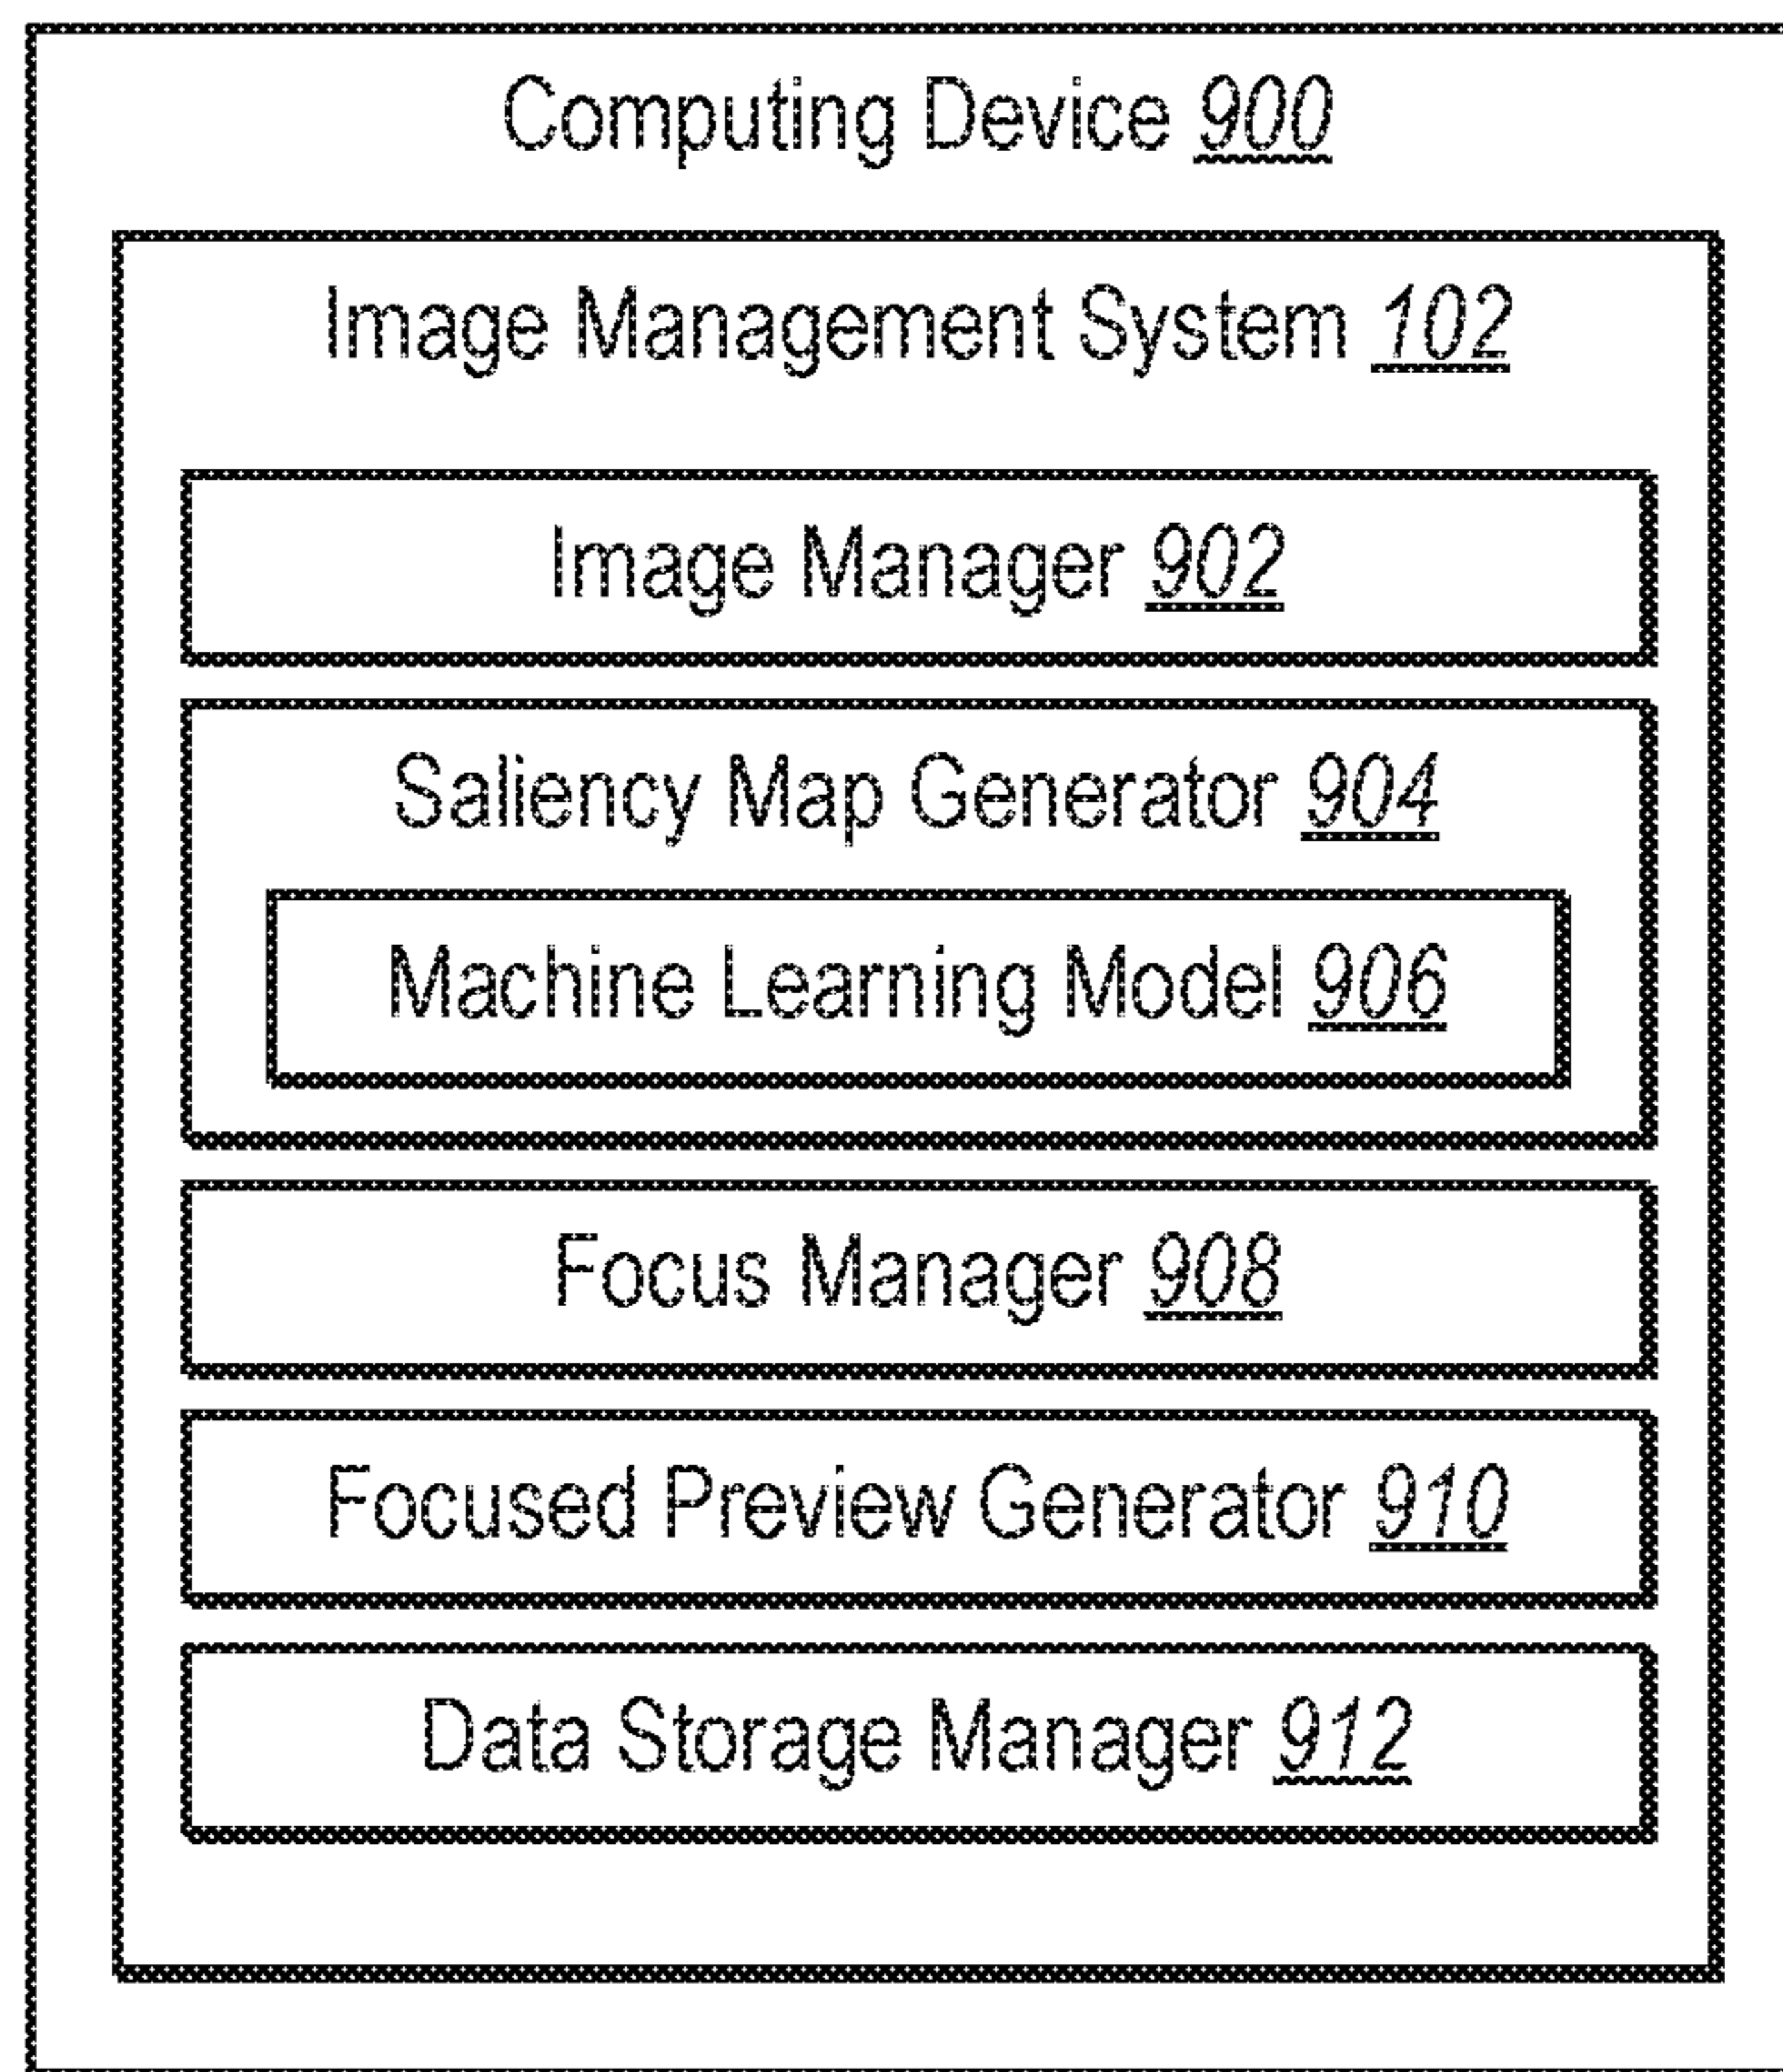 Computing Device 900
Image Management System 102
Image Manager 902
Saliency Map Generator 904
Machine Learning Model 906
Focus Manager 908
Focused Preview Generator 910
Data Storage Manager 912